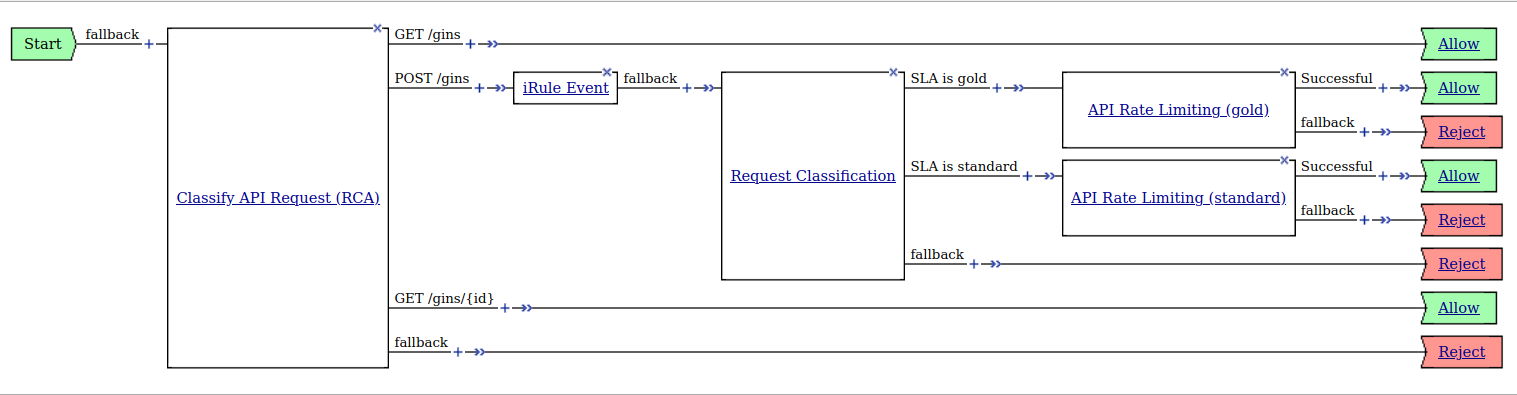 Start
fallback
Classify API Request (RCA)
GET /gins
Allow
POST /gins
iRule Event
fallback
Request Classification
SLA is gold
API Rate Limiting (gold)
Successful
Allow
fallback
Reject
SLA is standard
API Rate Limiting (standard)
Successful
Allow
fallback
Reject
fallback
Reject
GET /gins/{id}
Allow
fallback
Reject